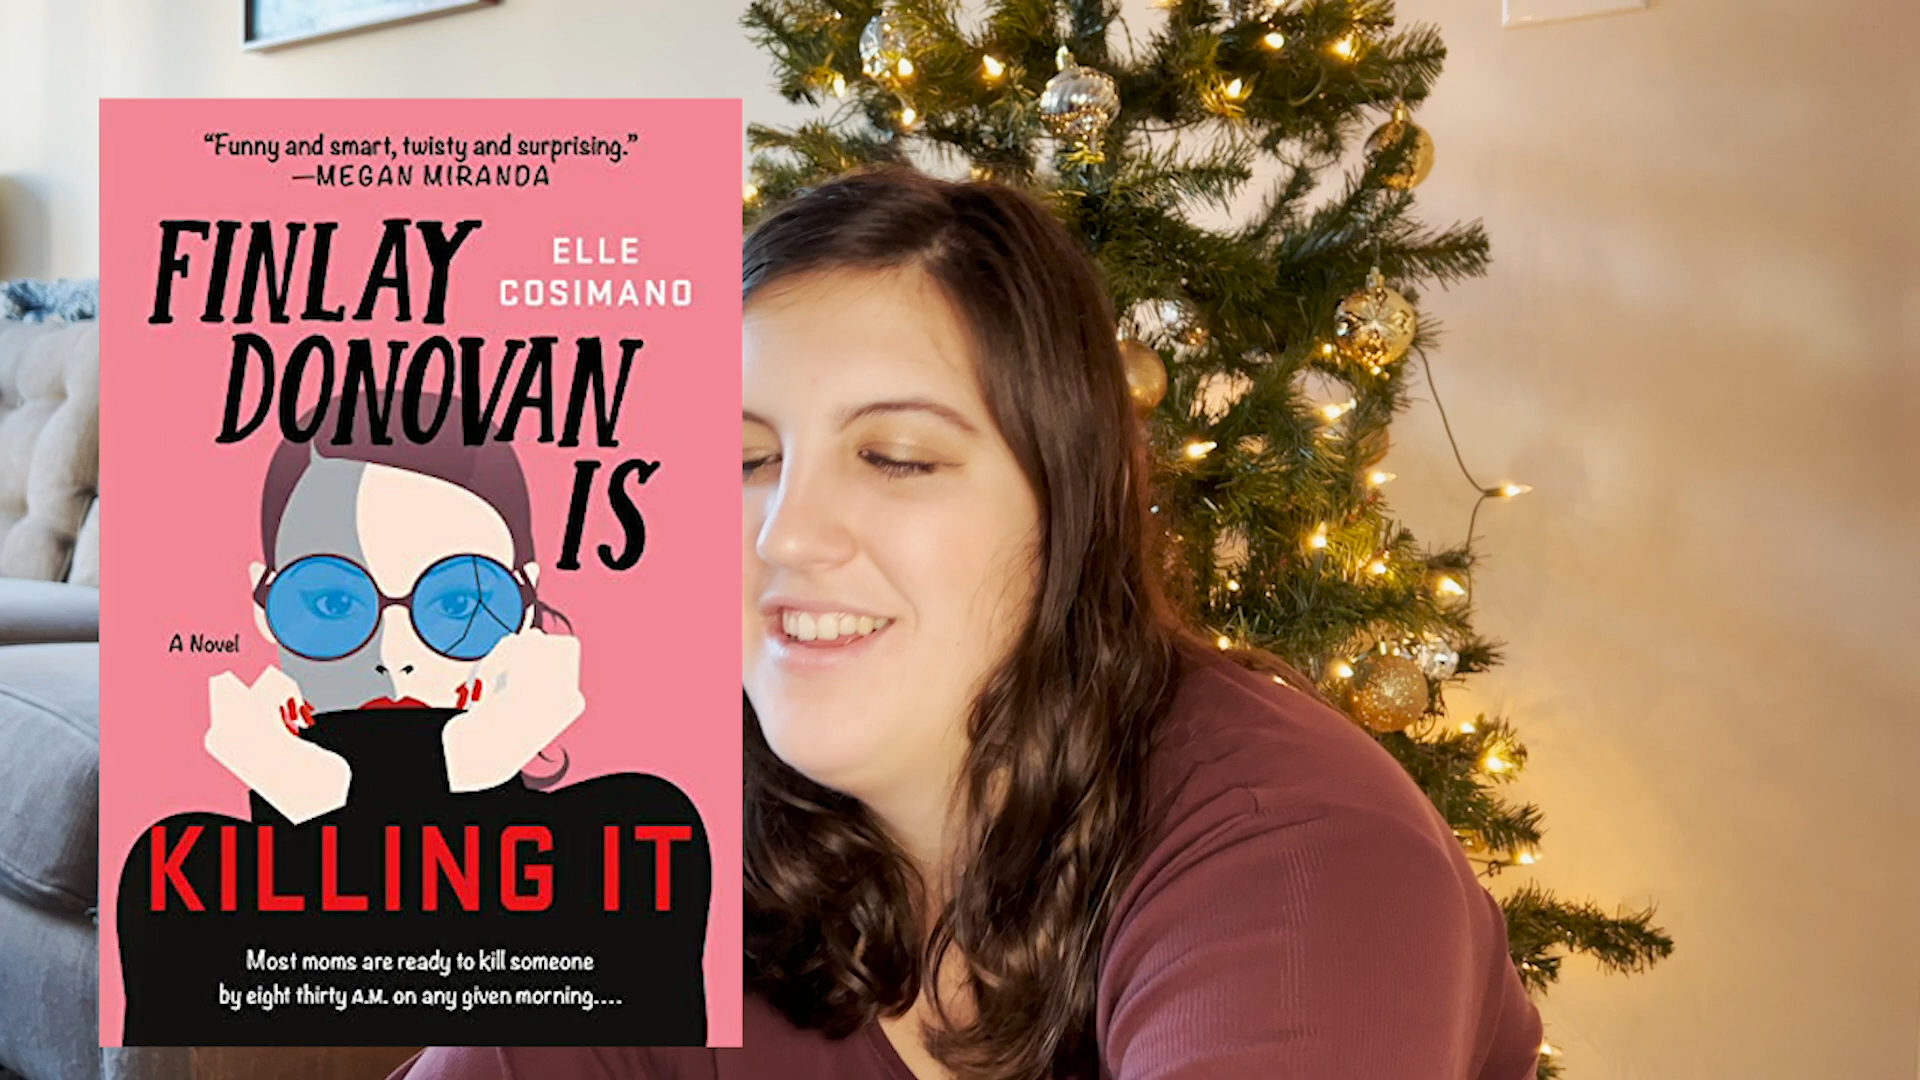 “Funny and smart, twisty and surprising.”
—MEGAN MIRANDA
FINLAY
ELLE
COSIMANO
DONOVAN
IS
A Novel
KILLING IT
Most moms are ready to kill someone
by eight thirty A.M. on any given morning....